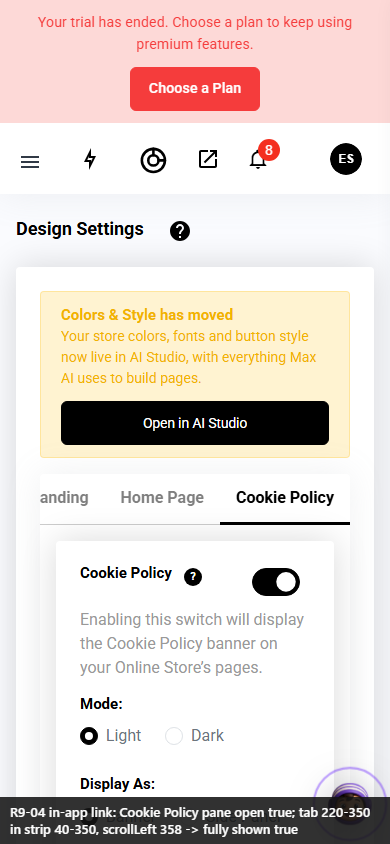 Your trial has ended. Choose a plan to keep using
premium features.
Choose a Plan
8
ES
Design Settings
?
Colors & Style has moved
Your store colors, fonts and button style
now live in AI Studio, with everything Max
AI uses to build pages.
Open in AI Studio
anding Home Page Cookie Policy
Cookie Policy ?
Enabling this switch will display
the Cookie Policy banner on
your Online Store's pages.
Mode:
Light Dark
Display As:
R9-04 in-app link: Cookie Policy pane open true; tab 220-350
in strip 40-350, scrollLeft 358 -> fully shown true